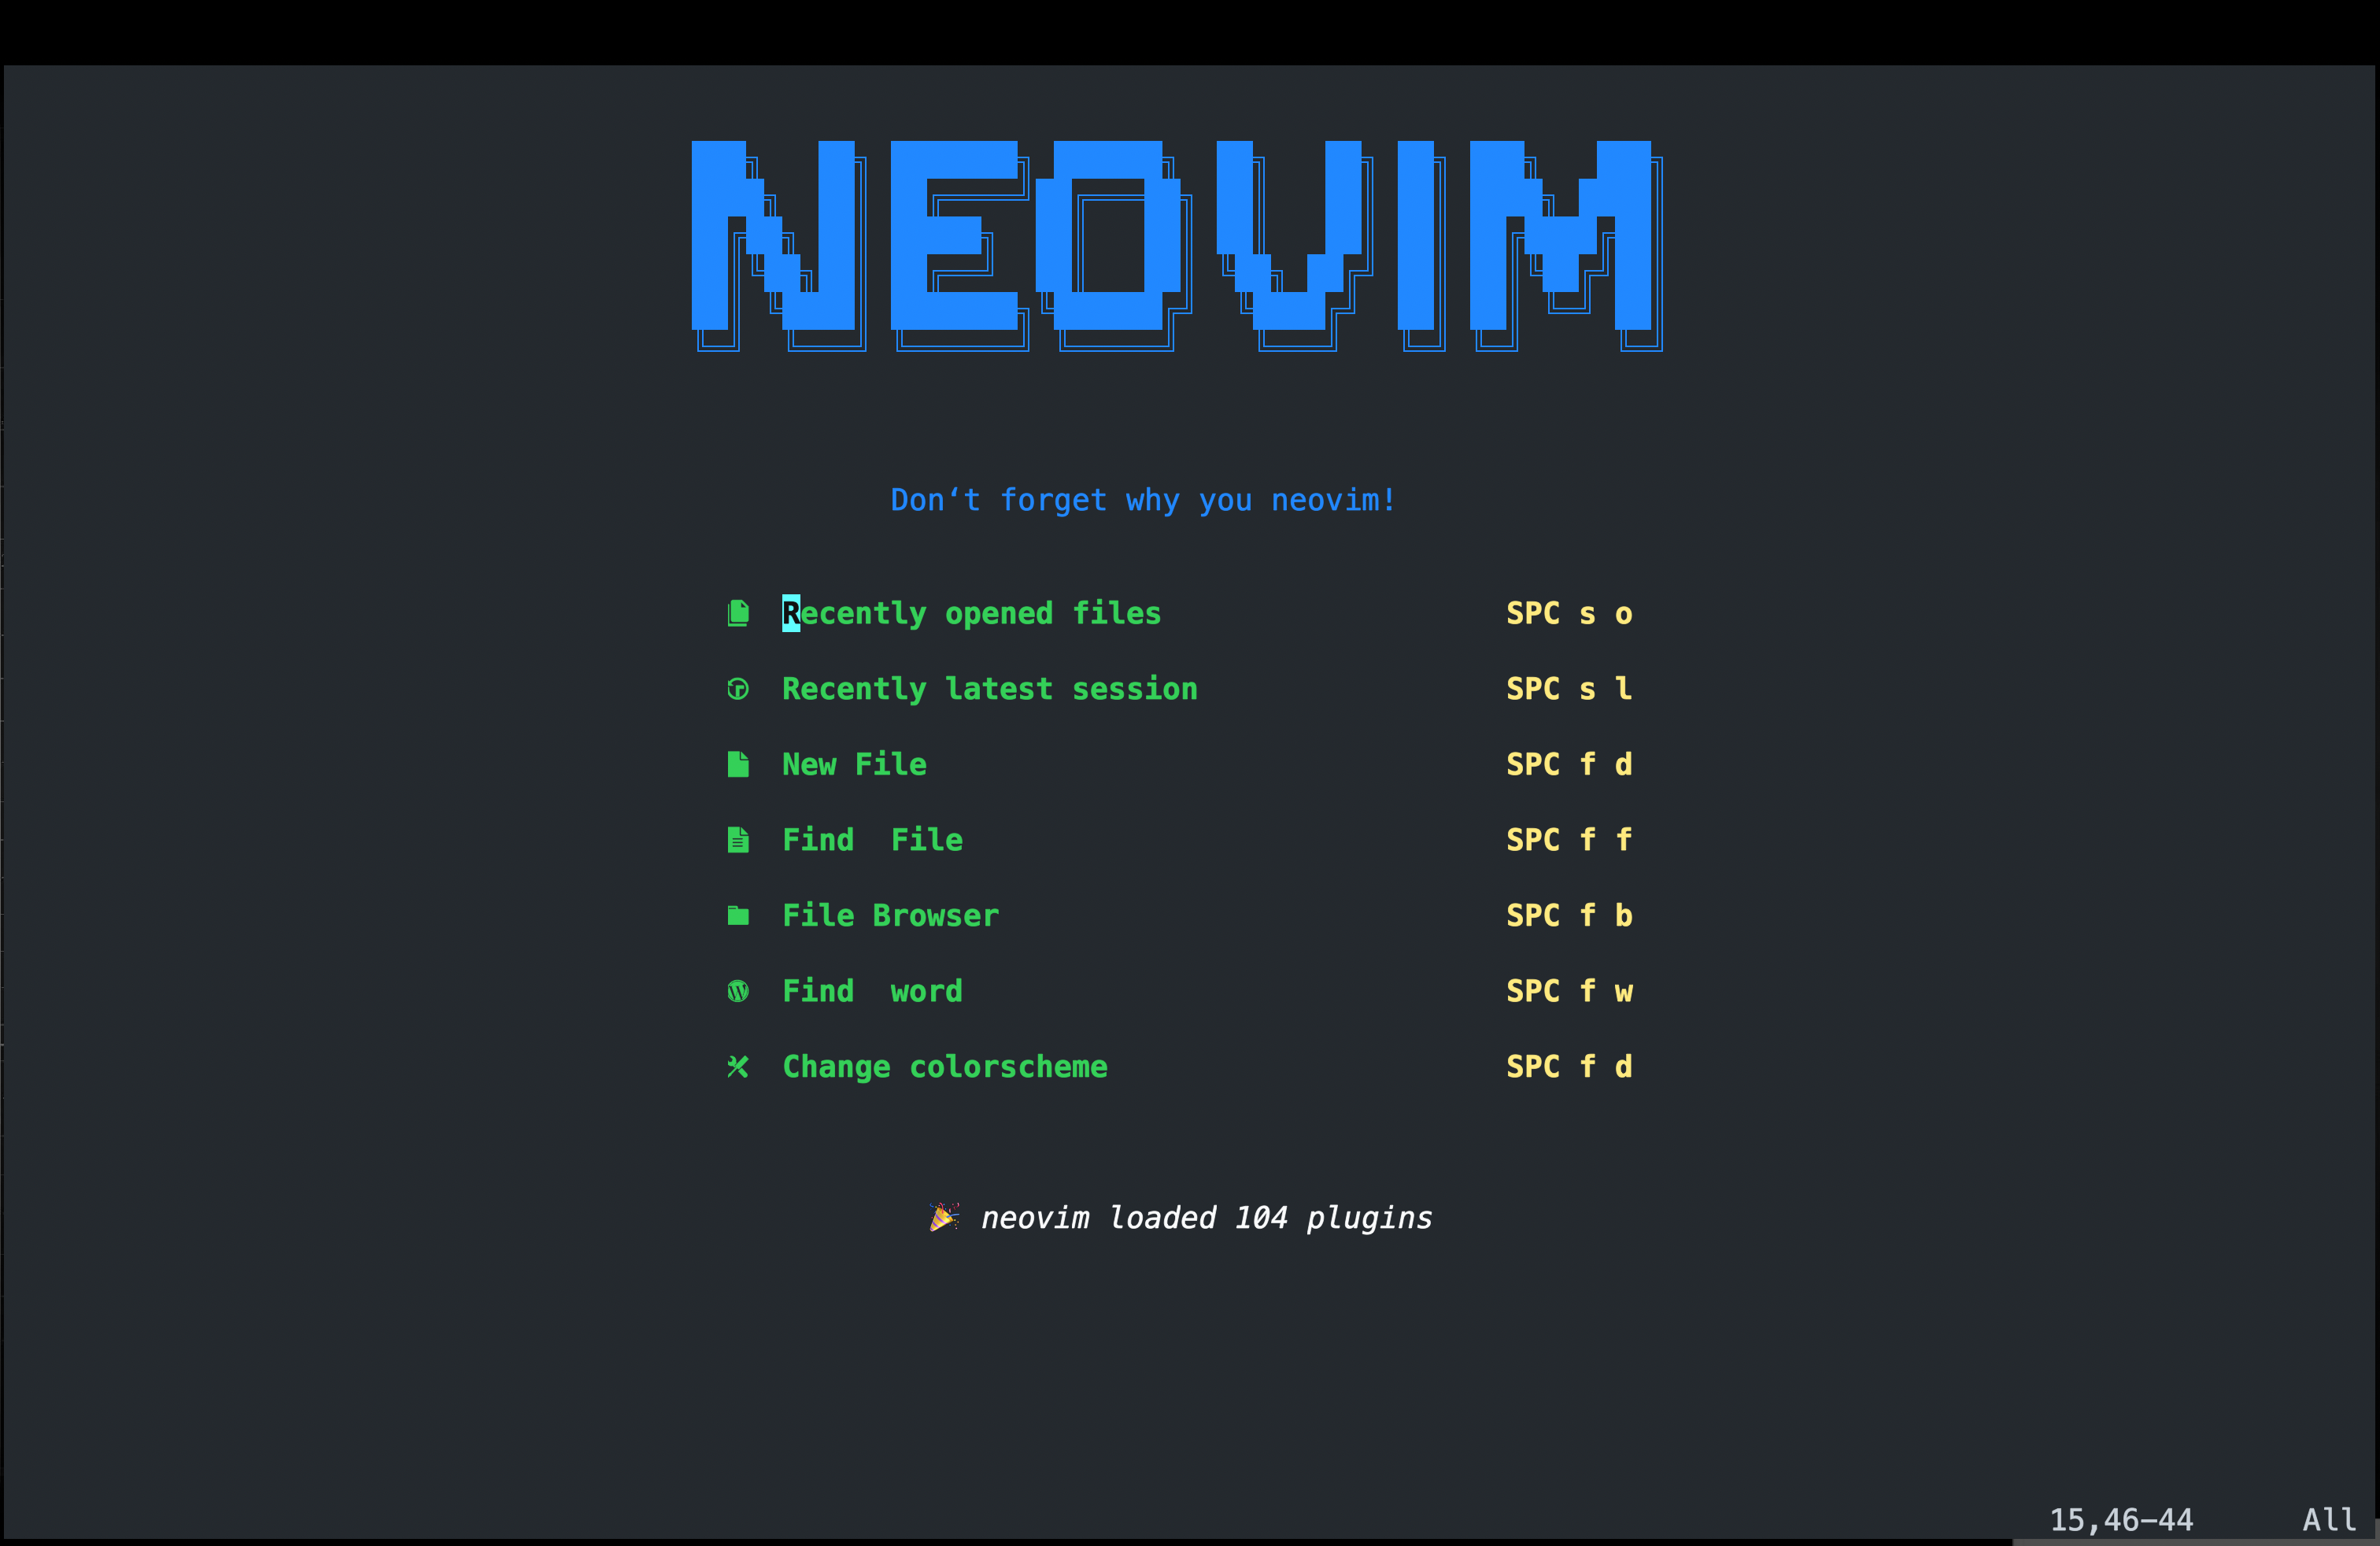 NEOVIM
Don‘t forget why you neovim!
Recently opened files SPC s o
Recently latest session SPC s l
New File SPC f d
Find  File SPC f f
File Browser SPC f b
Find  word SPC f w
Change colorscheme SPC f d
🎉 neovim loaded 104 plugins
15,46-44 All